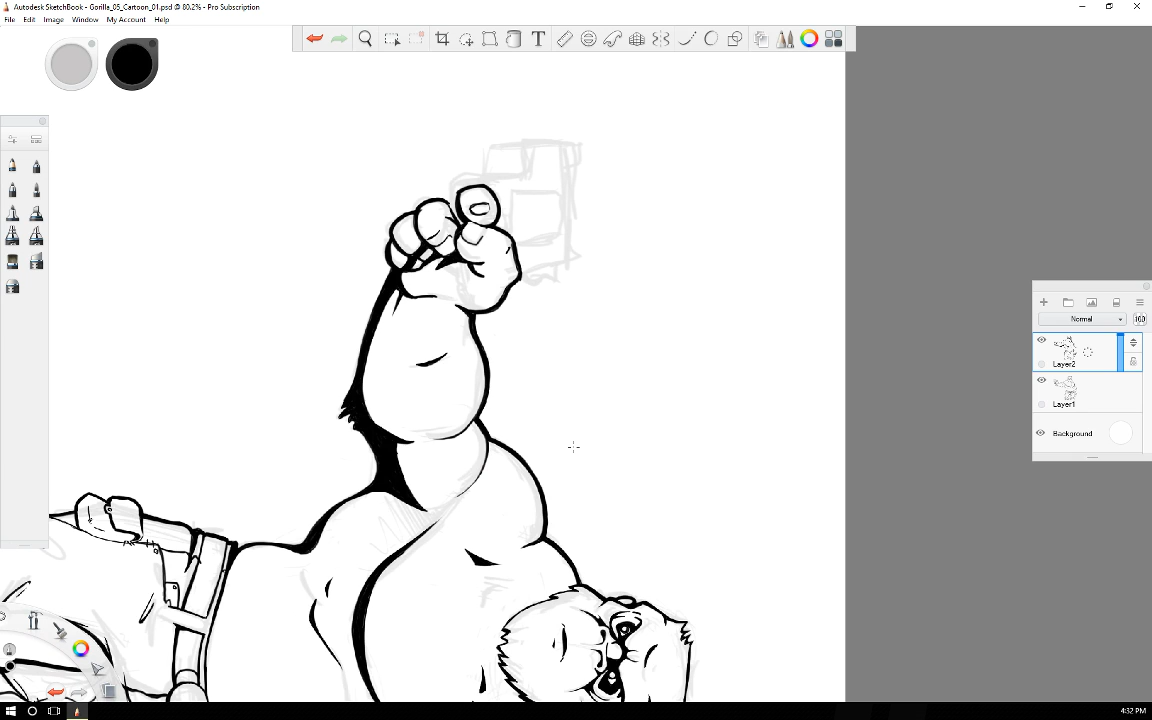 Autodesk SketchBook - Gorilla_05_Cartoon_01.psd @ 80.2% - Pro Subscription
File Edit Image Window My Account Help
T
Normal 100
Layer2
Layer1
Background
4:32 PM